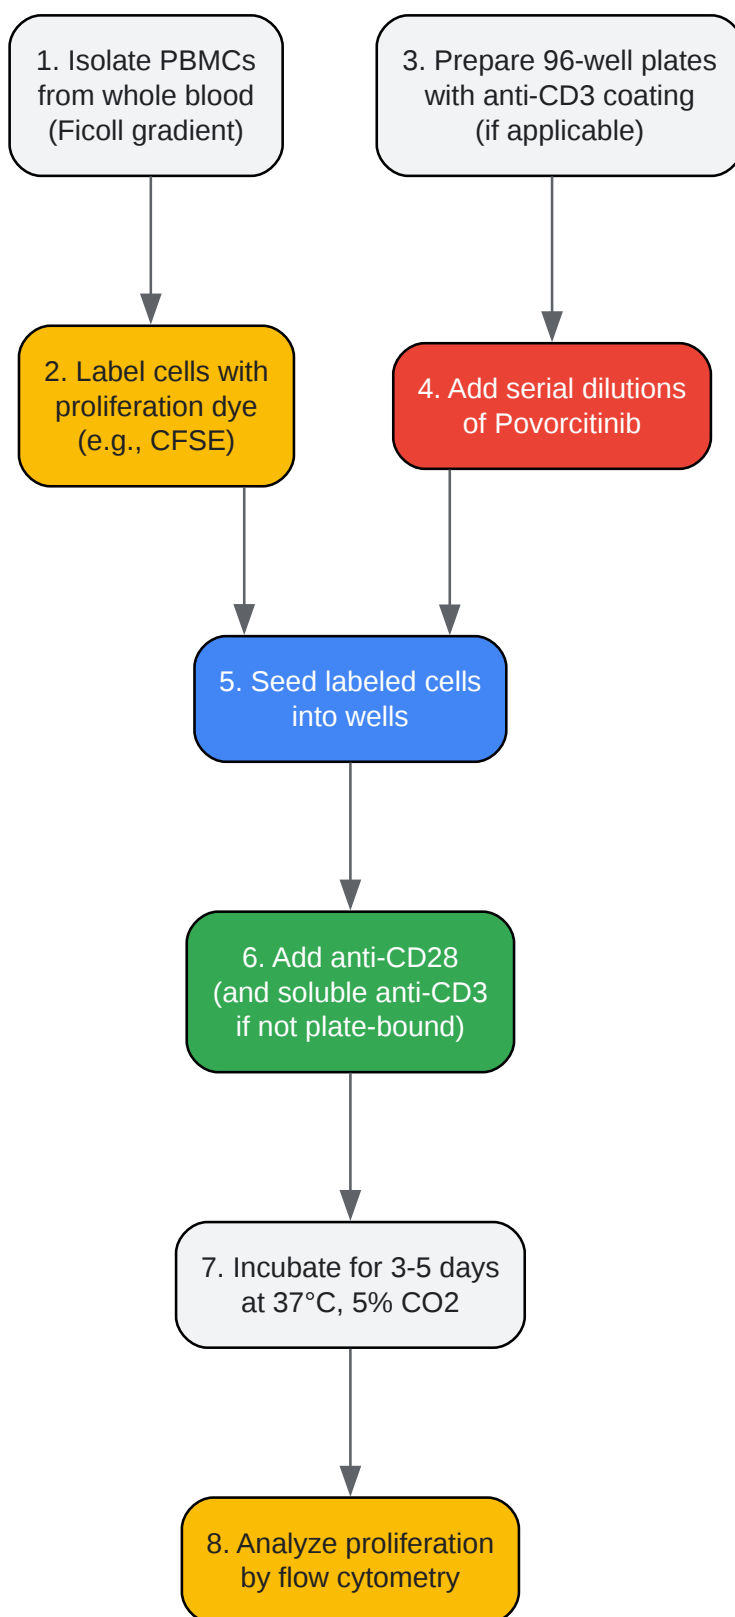 1. Isolate PBMCs
from whole blood
(Ficoll gradient)
3. Prepare 96-well plates
with anti-CD3 coating
(if applicable)
2. Label cells with
proliferation dye
(e.g., CFSE)
4. Add serial dilutions
of Povorcitinib
5. Seed labeled cells
into wells
6. Add anti-CD28
(and soluble anti-CD3
if not plate-bound)
7. Incubate for 3-5 days
at 37°C, 5% CO2
8. Analyze proliferation
by flow cytometry